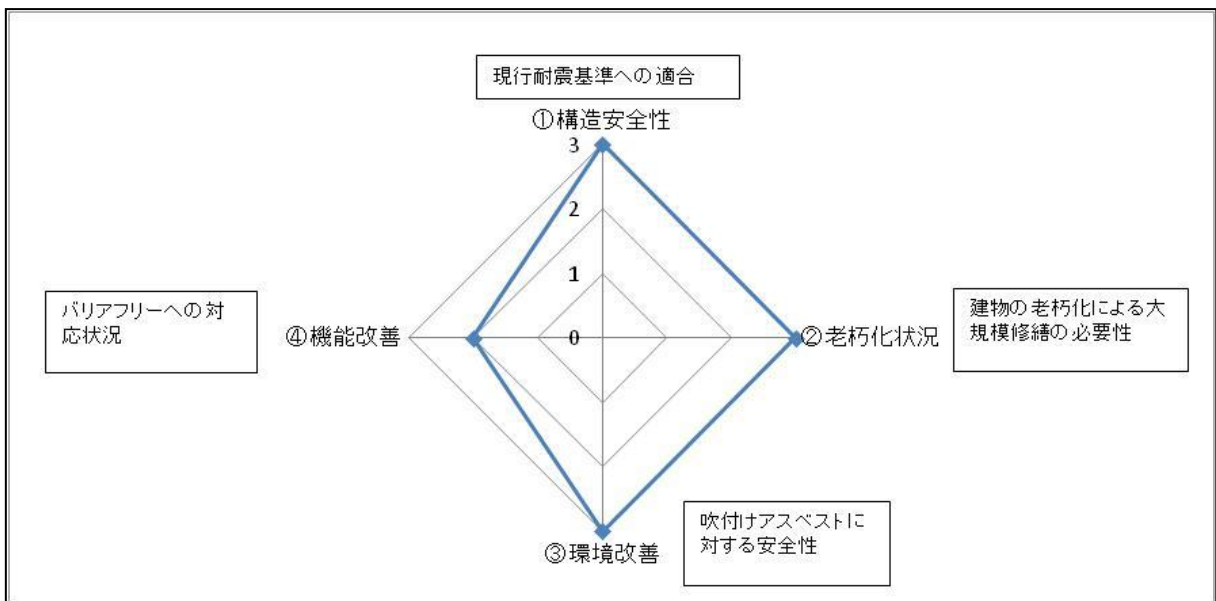 現行耐震基準への適合
①構造安全性
3
2
1
0
バリアフリーへの対
応状況
④機能改善
②老朽化状況
建物の老朽化による大
規模修繕の必要性
③環境改善
吹付けアスベストに
対する安全性